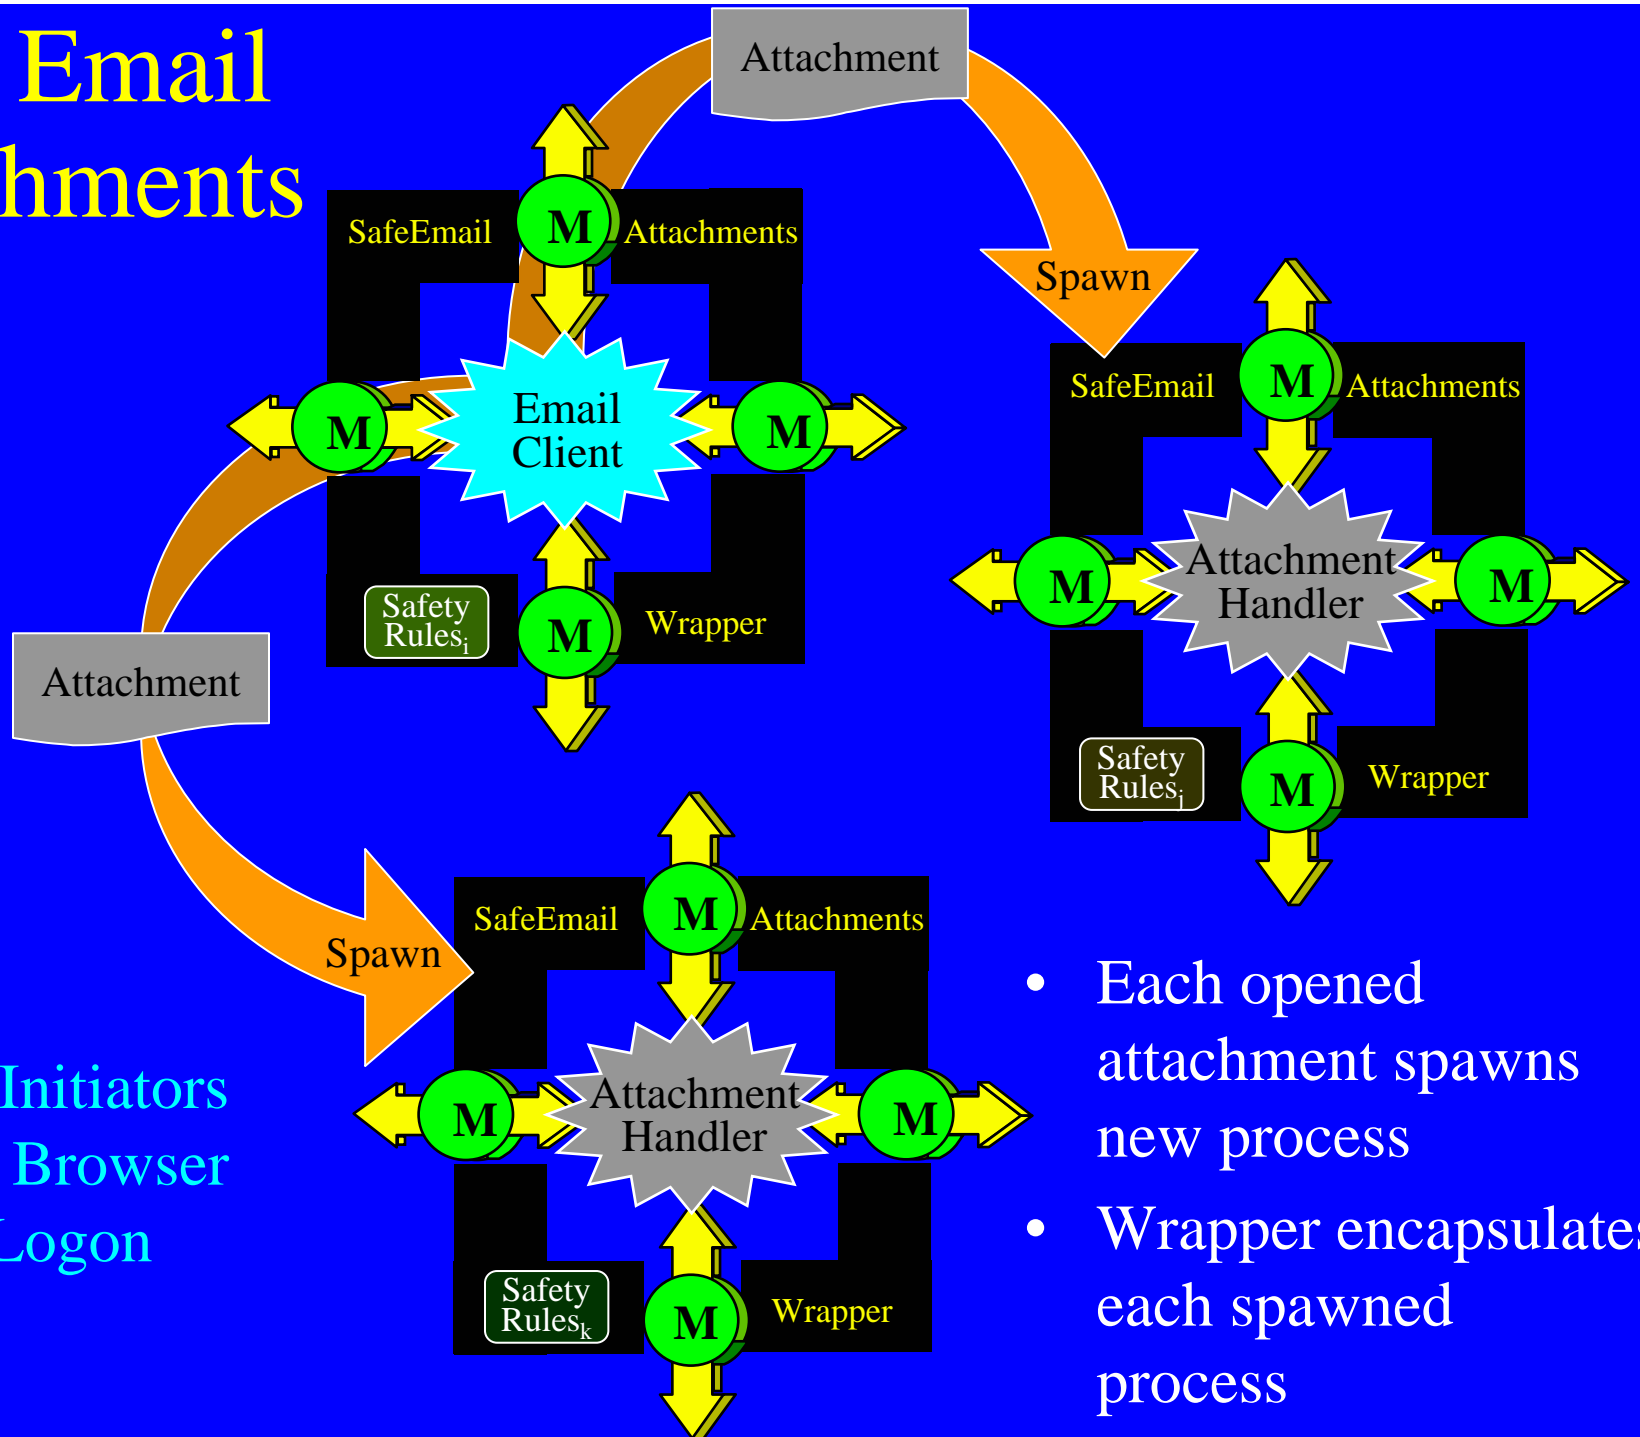 Email
hments
Attachment
Spawn
SafeEmail
M
Attachments
M
Email
Client
M
Safety
Rulesi
M
Wrapper
SafeEmail
M
Attachments
M
Attachment
Handler
M
Safety
Rulesj
M
Wrapper
Attachment
Spawn
SafeEmail
M
Attachments
M
Attachment
Handler
M
Safety
Rulesk
M
Wrapper
Initiators
Browser
Logon
• Each opened
attachment spawns
new process
• Wrapper encapsulates
each spawned
process